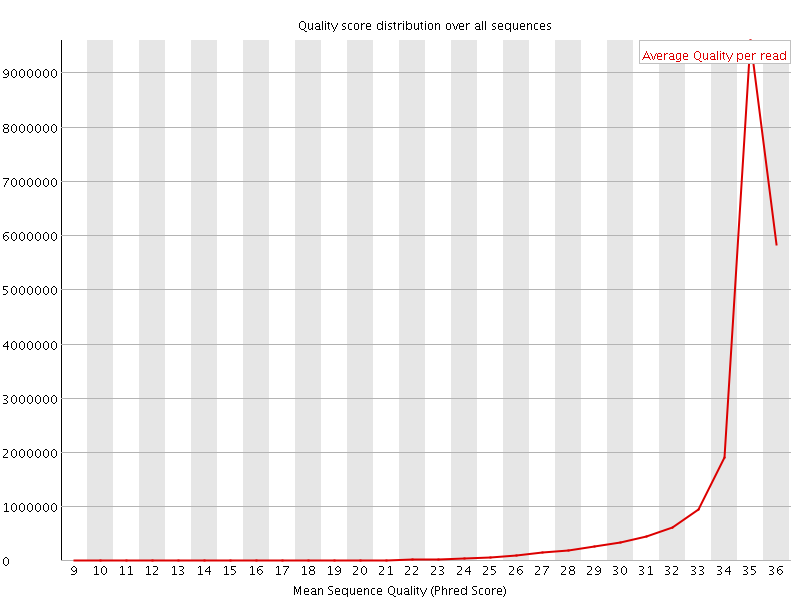 Quality score distribution over all sequences
Average Quality per read
9000000
8000000
7000000
6000000
5000000
4000000
3000000
2000000
1000000
0
9 10 11 12 13 14 15 16 17 18 19 20 21 22 23 24 25 26 27 28 29 30 31 32 33 34 35 36
Mean Sequence Quality (Phred Score)